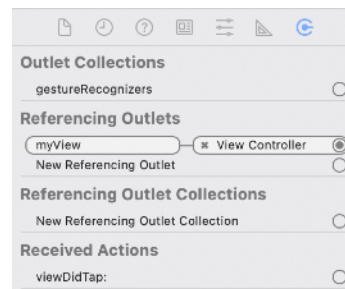 Outlet Collections
gestureRecognizers
Referencing Outlets
myView × View Controller
New Referencing Outlet
Referencing Outlet Collections
New Referencing Outlet Collection
Received Actions
viewDidTap: